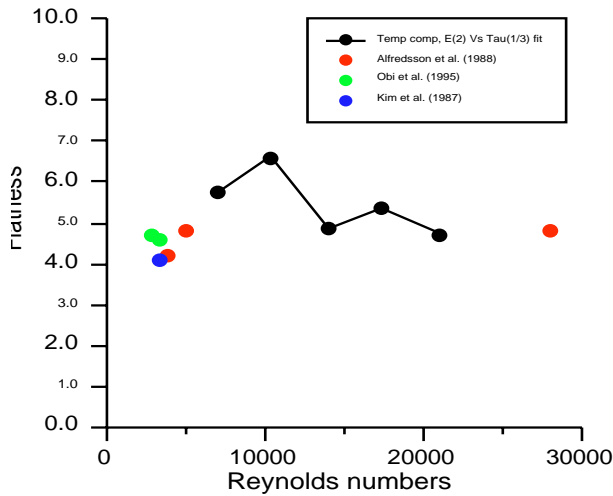 10.0
9.0
8.0
7.0
6.0
5.0
4.0
3.0
2.0
1.0
0.0
Flatness
Temp comp, E(2) Vs Tau(1/3) fit
Alfredsson et al. (1988)
Obi et al. (1995)
Kim et al. (1987)
0 10000 20000 30000
Reynolds numbers